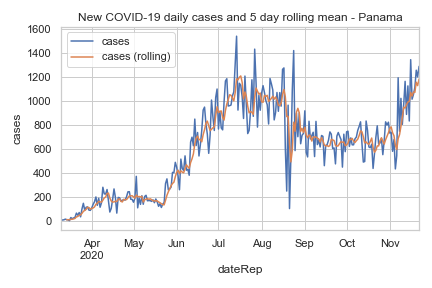 New COVID-19 daily cases and 5 day rolling mean - Panama
cases
cases (rolling)
1600
1400
1200
1000
800
600
400
200
0
cases
Apr
2020
May
Jun
Jul
Aug
Sep
Oct
Nov
dateRep